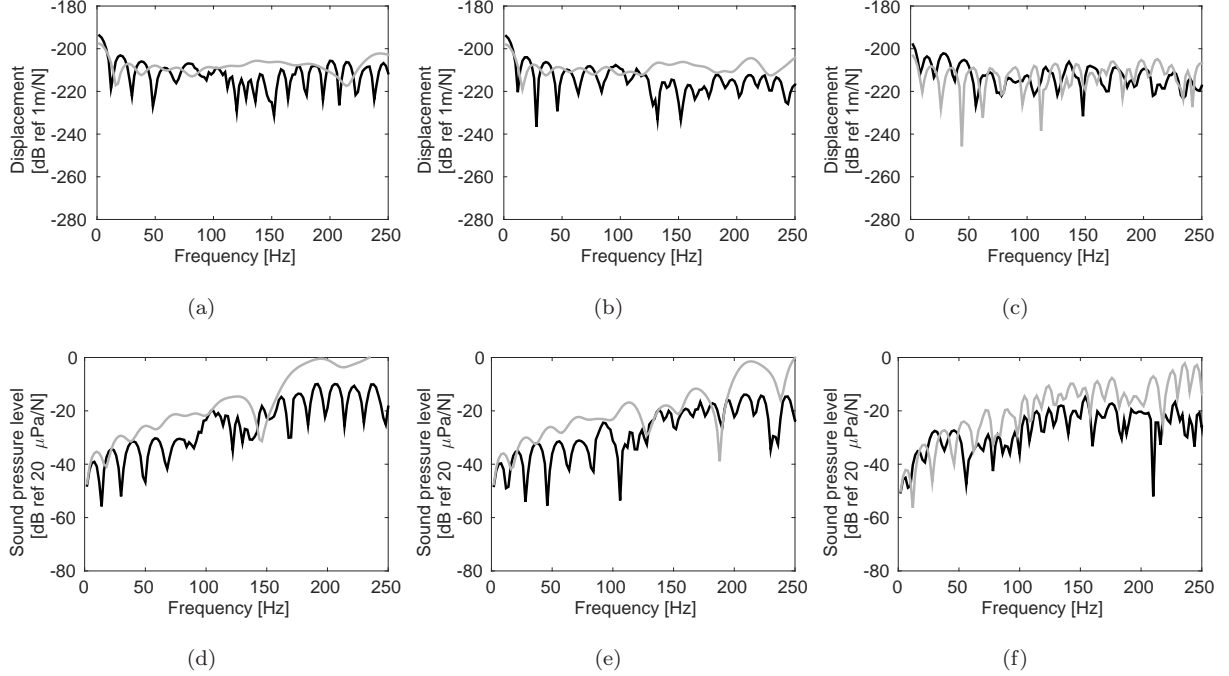 -180
-200
-220
-240
-260
-280
0 50 100 150 200 250
Displacement
[dB ref 1m/N]
Frequency [Hz]
(a)
-180
-200
-220
-240
-260
-280
0 50 100 150 200 250
Displacement
[dB ref 1m/N]
Frequency [Hz]
(b)
-180
-200
-220
-240
-260
-280
0 50 100 150 200 250
Displacement
[dB ref 1m/N]
Frequency [Hz]
(c)
0
-20
-40
-60
-80
0 50 100 150 200 250
Sound pressure level
[dB ref 20 μPa/N]
Frequency [Hz]
(d)
0
-20
-40
-60
-80
0 50 100 150 200 250
Sound pressure level
[dB ref 20 μPa/N]
Frequency [Hz]
(e)
0
-20
-40
-60
-80
0 50 100 150 200 250
Sound pressure level
[dB ref 20 μPa/N]
Frequency [Hz]
(f)